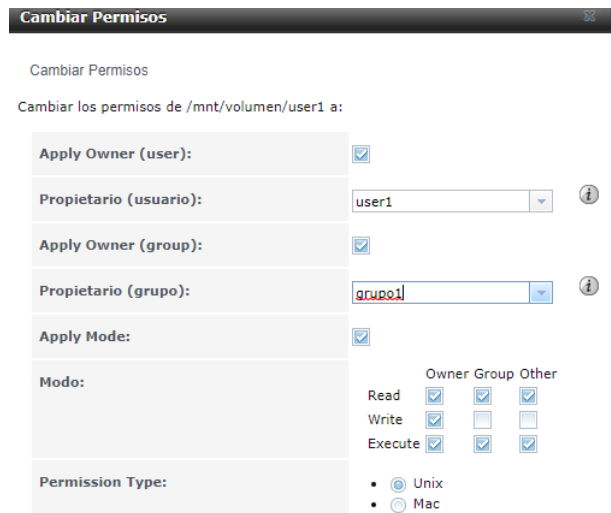 Cambiar Permisos
Cambiar Permisos
Cambiar los permisos de /mnt/volumen/user1 a:
Apply Owner (user):
Propietario (usuario):
user1
Apply Owner (group):
Propietario (grupo):
grupo1
Apply Mode:
Modo:
Owner Group Other
Read
Write
Execute
Permission Type:
Unix
Mac